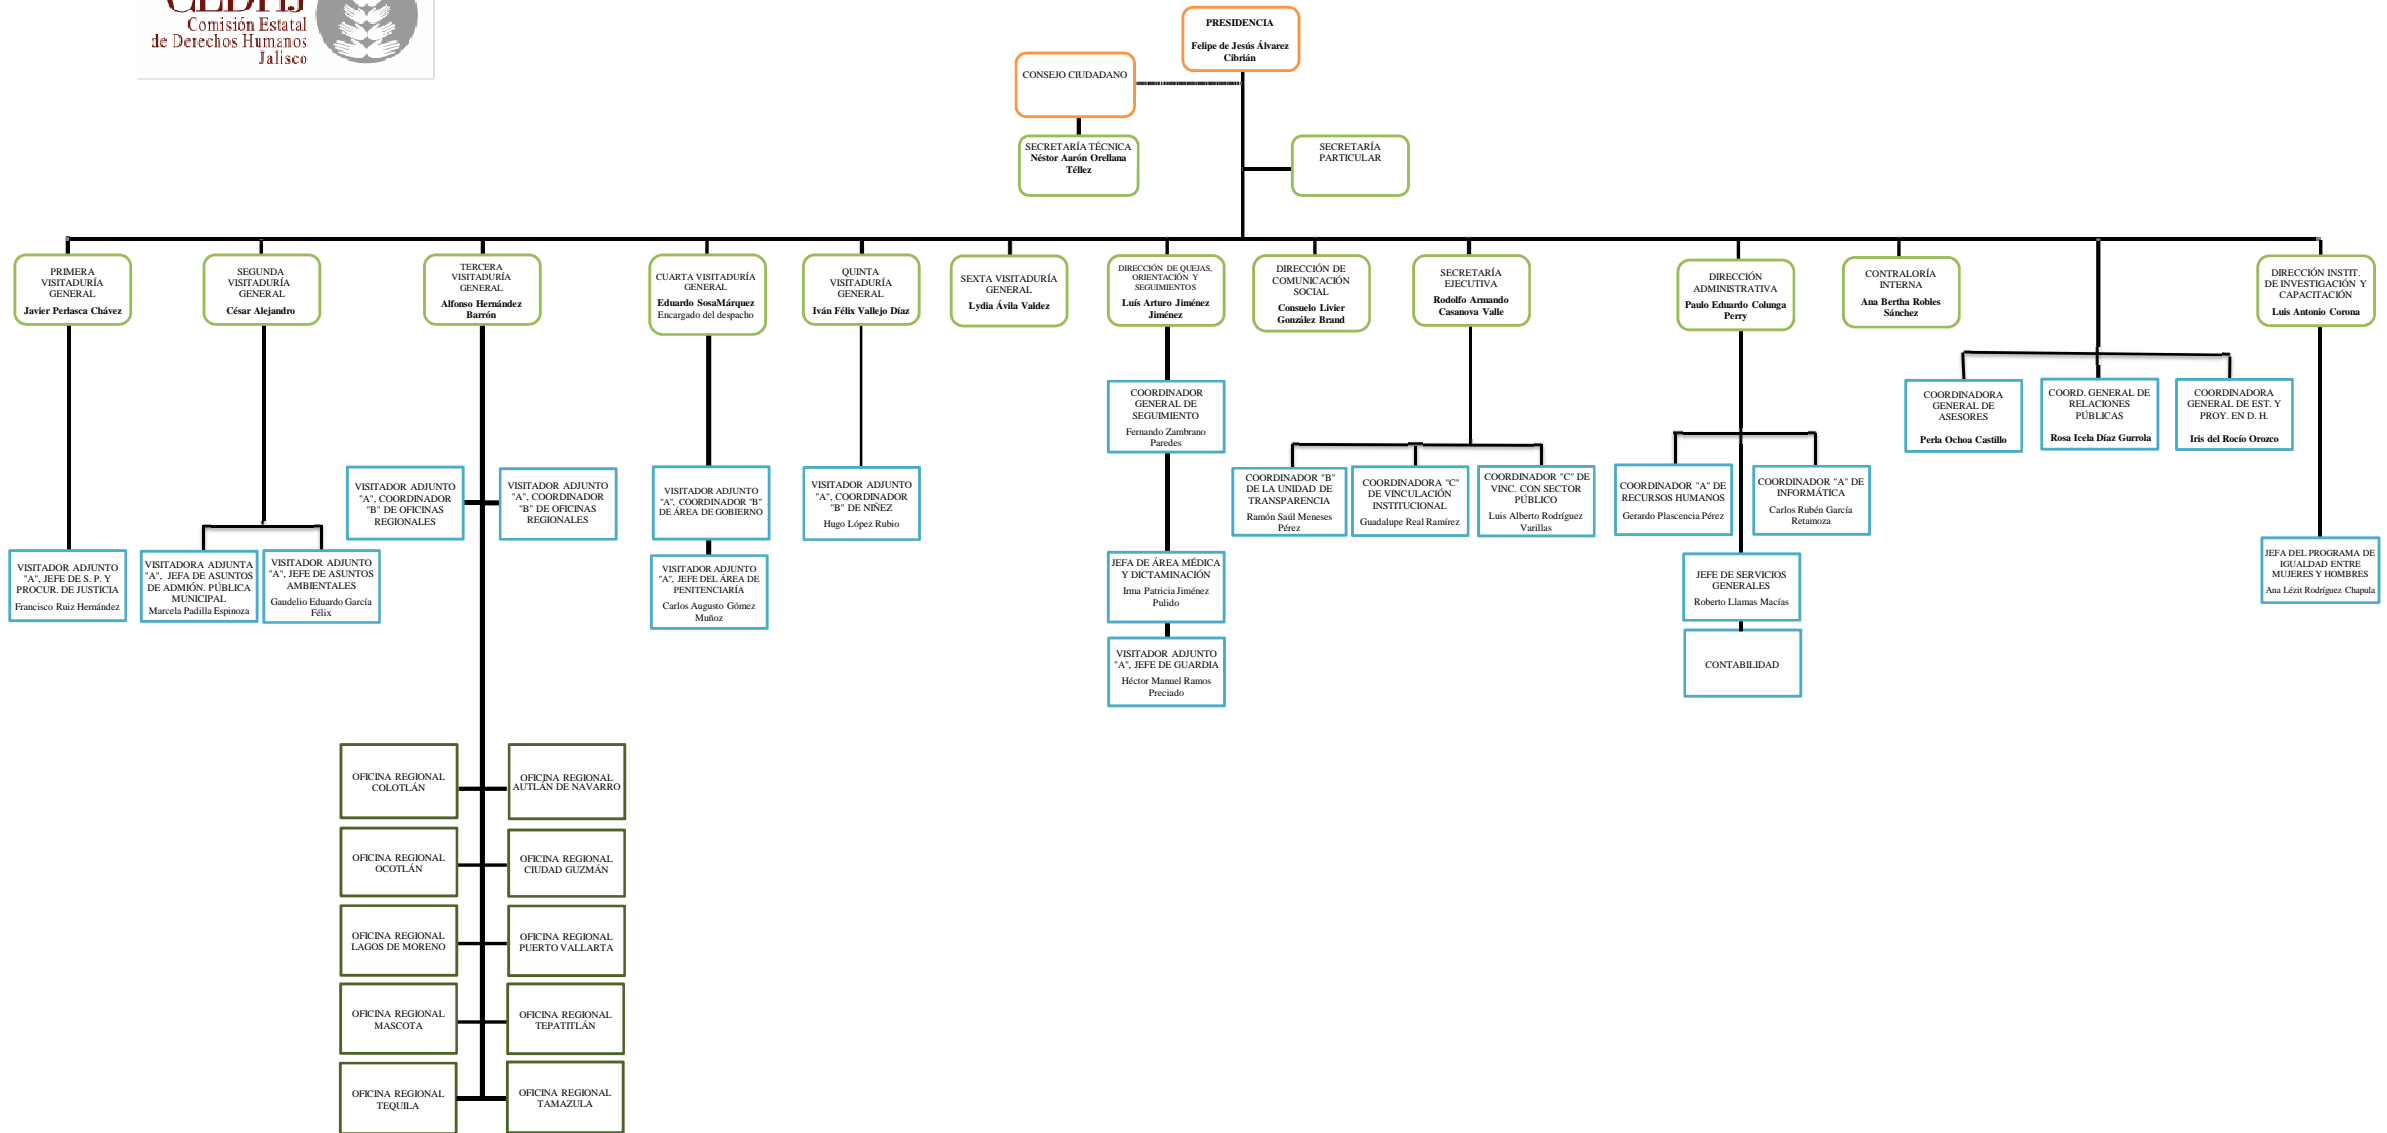 CEDHJ
Comisión Estatal
de Derechos Humanos
Jalisco
PRESIDENCIA
Felipe de Jesús Álvarez
Cibrián
CONSEJO CIUDADANO
SECRETARÍA TÉCNICA
Néstor Aarón Orellana
Téllez
SECRETARÍA
PARTICULAR
PRIMERA
VISITADURÍA
GENERAL
Javier Perlasca Chávez
SEGUNDA
VISITADURÍA
GENERAL
César Alejandro
TERCERA
VISITADURÍA
GENERAL
Alfonso Hernández
Barrón
CUARTA VISITADURÍA
GENERAL
Eduardo SosaMárquez
Encargado del despacho
QUINTA
VISITADURÍA
GENERAL
Iván Félix Vallejo Díaz
SEXTA VISITADURÍA
GENERAL
Lydia Ávila Valdez
DIRECCIÓN DE QUEJAS,
ORIENTACIÓN Y
SEGUIMIENTOS
Luís Arturo Jiménez
Jiménez
DIRECCIÓN DE
COMUNICACIÓN
SOCIAL
Consuelo Livier
González Brand
SECRETARÍA
EJECUTIVA
Rodolfo Armando
Casanova Valle
DIRECCIÓN
ADMINISTRATIVA
Paulo Eduardo Colunga
Perry
CONTRALORÍA
INTERNA
Ana Bertha Robles
Sánchez
DIRECCIÓN INSTIT.
DE INVESTIGACIÓN Y
CAPACITACIÓN
Luis Antonio Corona
COORDINADOR
GENERAL DE
SEGUIMIENTO
Fernando Zambrano
Paredes
COORDINADORA
GENERAL DE
ASESORES
Perla Ochoa Castillo
COORD. GENERAL DE
RELACIONES
PÚBLICAS
Rosa Icela Díaz Gurrola
COORDINADORA
GENERAL DE EST. Y
PROY. EN D. H.
Iris del Rocío Orozco
VISITADOR ADJUNTO
"A", COORDINADOR
"B" DE OFICINAS
REGIONALES
VISITADOR ADJUNTO
"A", COORDINADOR
"B" DE OFICINAS
REGIONALES
VISITADOR ADJUNTO
"A", COORDINADOR "B"
DE ÁREA DE GOBIERNO
VISITADOR ADJUNTO
"A", COORDINADOR
"B" DE NIÑEZ
Hugo López Rubio
COORDINADOR "B"
DE LA UNIDAD DE
TRANSPARENCIA
Ramón Saúl Meneses
Pérez
COORDINADORA "C"
DE VINCULACIÓN
INSTITUCIONAL
Guadalupe Real Ramírez
COORDINADOR "C" DE
VINC. CON SECTOR
PÚBLICO
Luis Alberto Rodríguez
Varillas
COORDINADOR "A" DE
RECURSOS HUMANOS
Gerardo Plascencia Pérez
COORDINADOR "A" DE
INFORMÁTICA
Carlos Rubén García
Retamoza
VISITADOR ADJUNTO
"A", JEFE DE S. P. Y
PROCUR. DE JUSTICIA
Francisco Ruiz Hernández
VISITADORA ADJUNTA
"A", JEFA DE ASUNTOS
DE ADMIÓN. PÚBLICA
MUNICIPAL
Marcela Padilla Espinoza
VISITADOR ADJUNTO
"A", JEFE DE ASUNTOS
AMBIENTALES
Gaudelio Eduardo García
Félix
VISITADOR ADJUNTO
"A", JEFE DEL ÁREA DE
PENITENCIARÍA
Carlos Augusto Gómez
Muñoz
JEFA DE ÁREA MÉDICA
Y DICTAMINACIÓN
Irma Patricia Jiménez
Pulido
JEFE DE SERVICIOS
GENERALES
Roberto Llamas Macías
JEFA DEL PROGRAMA DE
IGUALDAD ENTRE
MUJERES Y HOMBRES
Ana Lézit Rodríguez Chapula
VISITADOR ADJUNTO
"A", JEFE DE GUARDIA
Héctor Manuel Ramos
Preciado
CONTABILIDAD
OFICINA REGIONAL
COLOTLÁN
OFICINA REGIONAL
AUTLÁN DE NAVARRO
OFICINA REGIONAL
OCOTLÁN
OFICINA REGIONAL
CIUDAD GUZMÁN
OFICINA REGIONAL
LAGOS DE MORENO
OFICINA REGIONAL
PUERTO VALLARTA
OFICINA REGIONAL
MASCOTA
OFICINA REGIONAL
TEPATITLÁN
OFICINA REGIONAL
TEQUILA
OFICINA REGIONAL
TAMAZULA